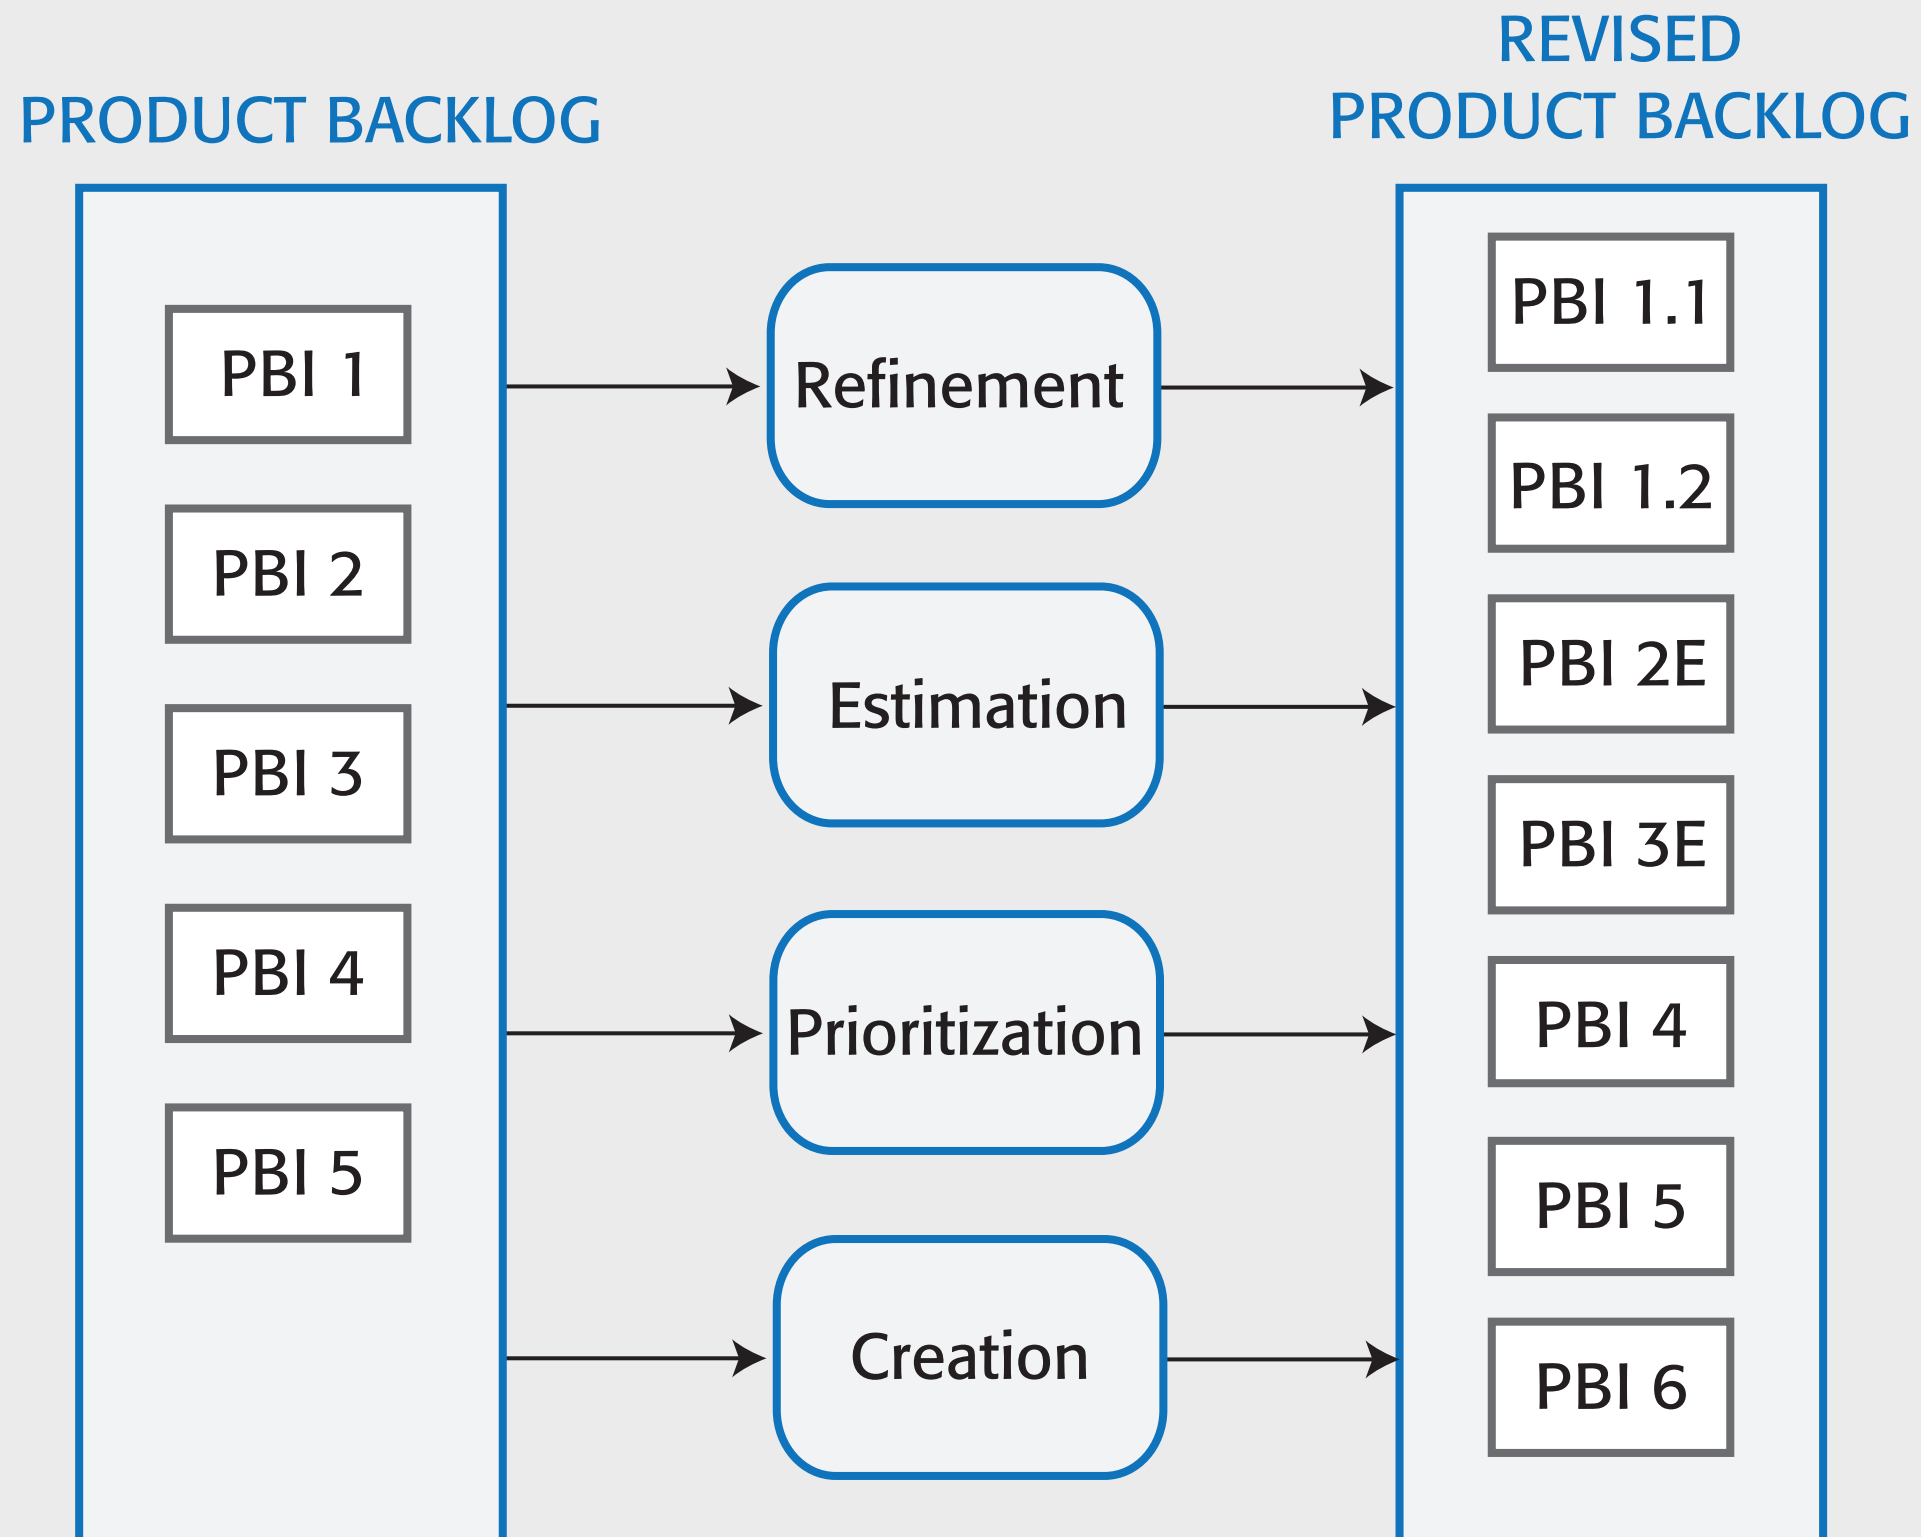 PRODUCT BACKLOG
PBI 1
PBI 2
PBI 3
PBI 4
PBI 5
Refinement
Estimation
Prioritization
Creation
REVISED
PRODUCT BACKLOG
PBI 1.1
PBI 1.2
PBI 2E
PBI 3E
PBI 4
PBI 5
PBI 6